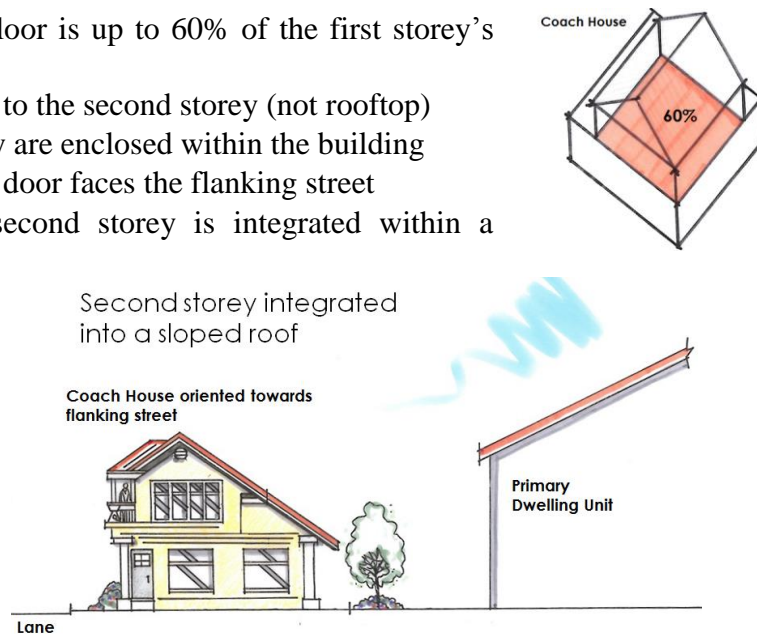 loor is up to 60% of the first storey's
to the second storey (not rooftop)
are enclosed within the building
door faces the flanking street
second storey is integrated within a
Coach House
60%
Second storey integrated
into a sloped roof
Coach House oriented towards
flanking street
Primary
Dwelling Unit
Lane